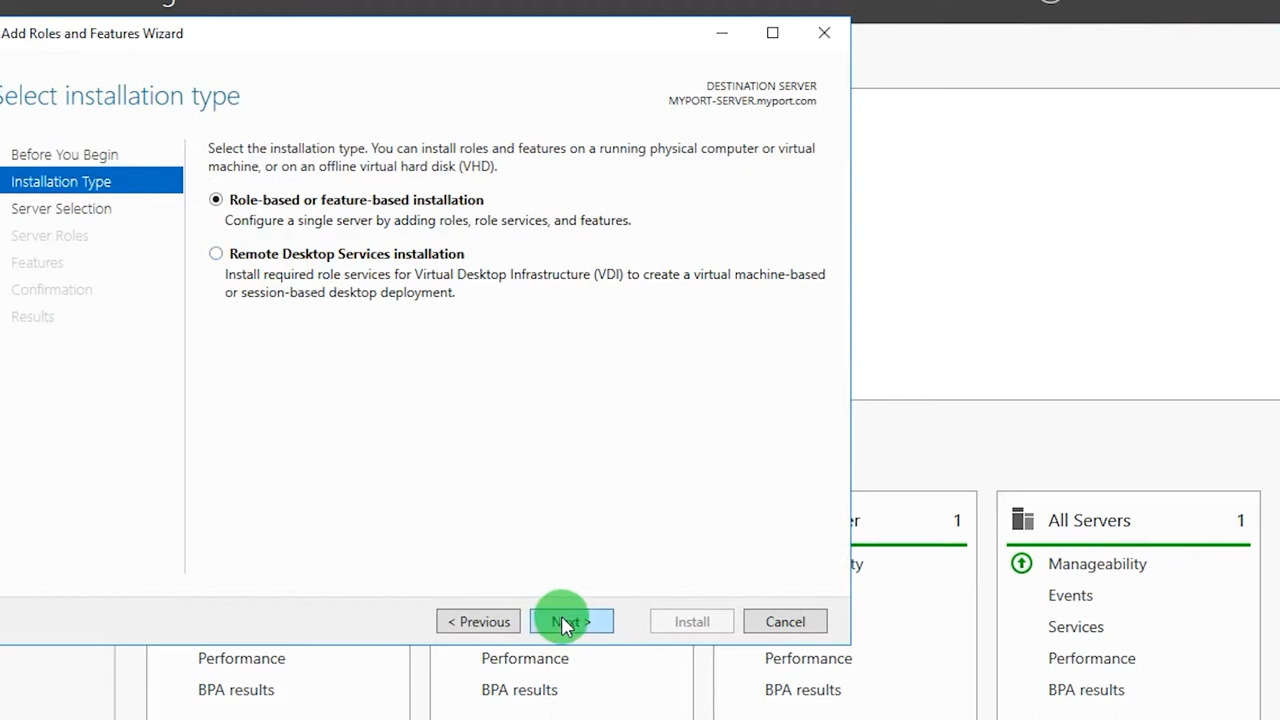 Add Roles and Features Wizard
Select installation type
DESTINATION SERVER
MYPORT-SERVER.myport.com
Before You Begin
Installation Type
Server Selection
Server Roles
Features
Confirmation
Results
Select the installation type. You can install roles and features on a running physical computer or virtual
machine, or on an offline virtual hard disk (VHD).
Role-based or feature-based installation
Configure a single server by adding roles, role services, and features.
Remote Desktop Services installation
Install required role services for Virtual Desktop Infrastructure (VDI) to create a virtual machine-based
or session-based desktop deployment.
< Previous
Next >
Install
Cancel
er 1
ty
Performance
BPA results
Performance
BPA results
Performance
BPA results
All Servers 1
Manageability
Events
Services
Performance
BPA results